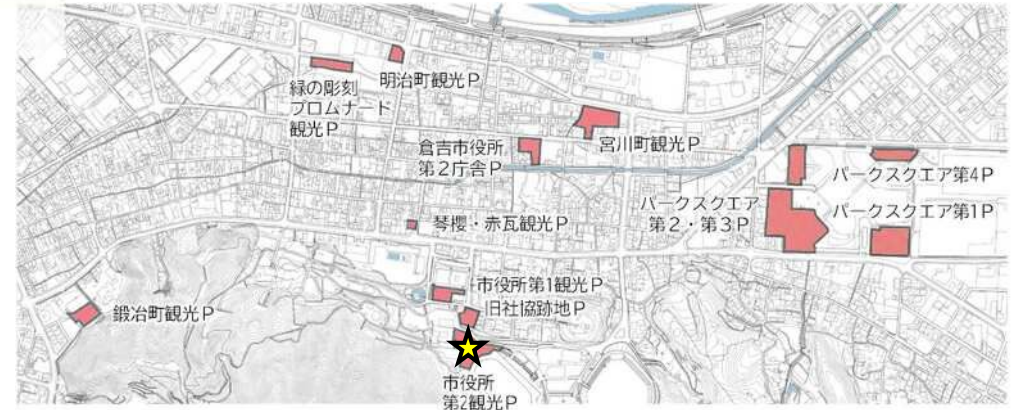 緑の彫刻
プロムナード
観光P
明治町観光P
倉吉市役所
第2庁舎P
宮川町観光P
パークスクエア第4P
パークスクエア
第2・第3P
パークスクエア第1P
琴櫻・赤瓦観光P
市役所第1観光P
旧社協跡地P
鍛冶町観光P
市役所
第2観光P